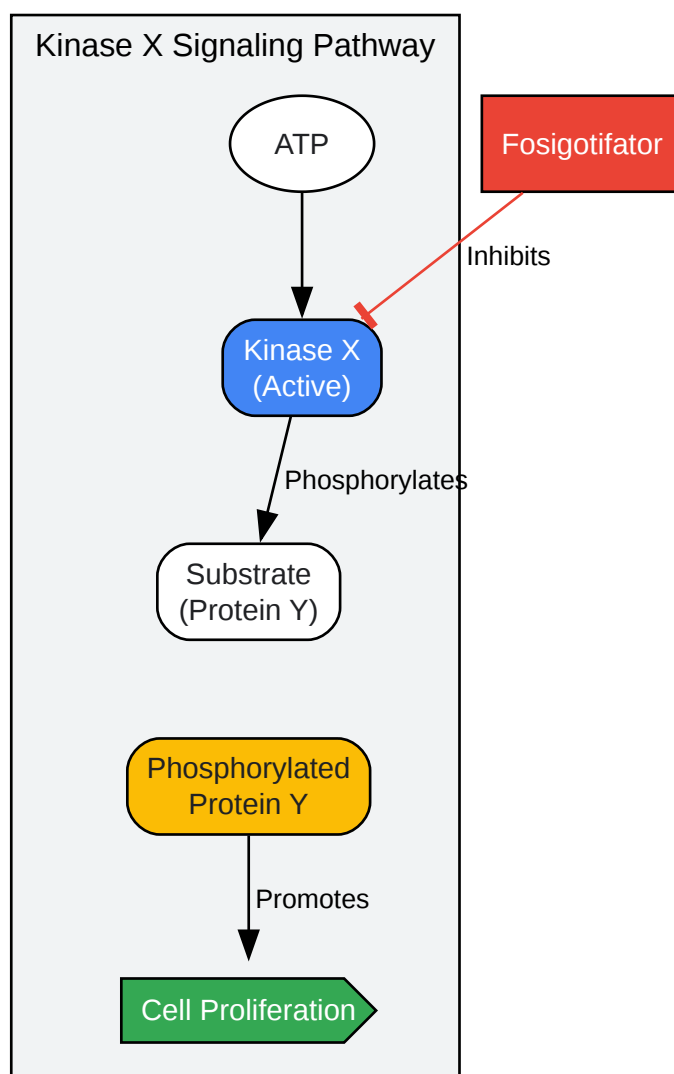 Kinase X Signaling Pathway
ATP
Fosigotifator
Inhibits
Kinase X
(Active)
Phosphorylates
Substrate
(Protein Y)
Phosphorylated
Protein Y
Promotes
Cell Proliferation